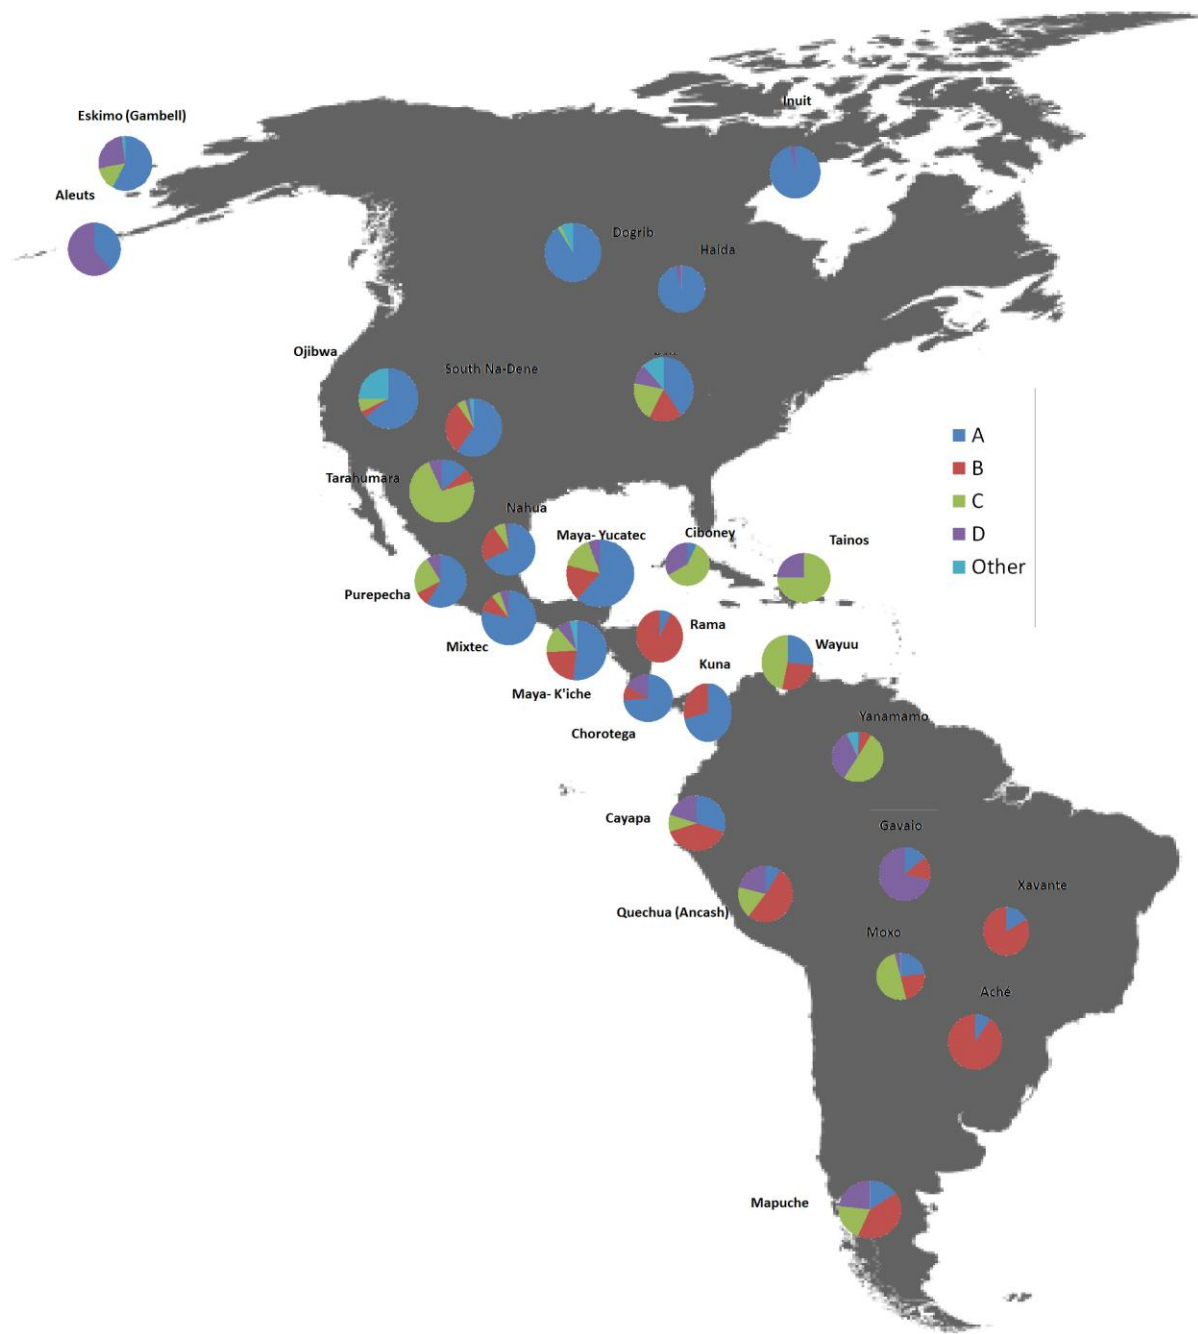 Inuit
Eskimo (Gambell)
Aleuts
Dogrib
Haida
Ojibwa
South Na-Dene
A
B
C
D
Other
Tarahumara
Nahua
Maya- Yucatec
Ciboney
Tainos
Purepecha
Mixtec
Rama
Wayuu
Maya- K'iche
Kuna
Chorotega
Yanamamo
Cayapa
Gavaio
Xavante
Quechua (Ancash)
Moxo
Aché
Mapuche